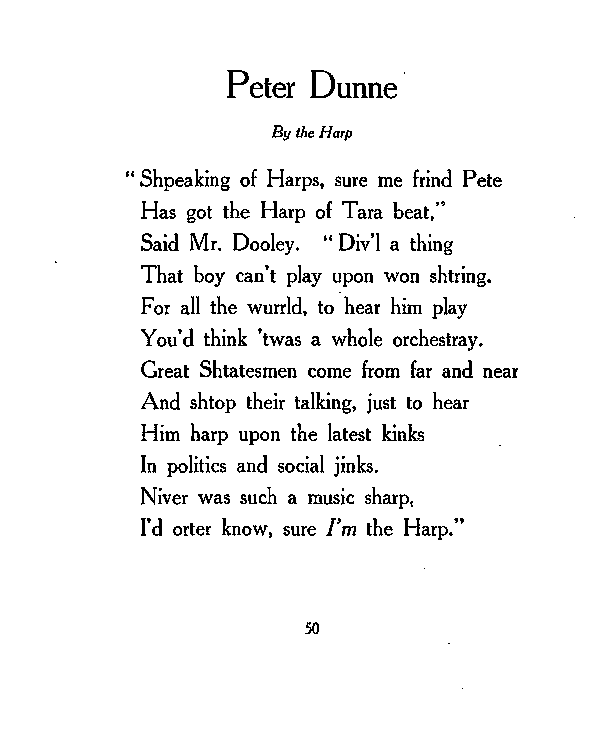 Peter Dunne
By the Harp
“Shpeaking of Harps, sure me frind Pete
Has got the Harp of Tara beat,”
Said Mr. Dooley. “Div'l a thing
That boy can't play upon won shtring.
For all the wurrld, to hear him play
You'd think 'twas a whole orchestray.
Great Shtatesmen come from far and near
And shtop their talking, just to hear
Him harp upon the latest kinks
In politics and social jinks.
Niver was such a music sharp,
I'd orter know, sure I'm the Harp.”
50